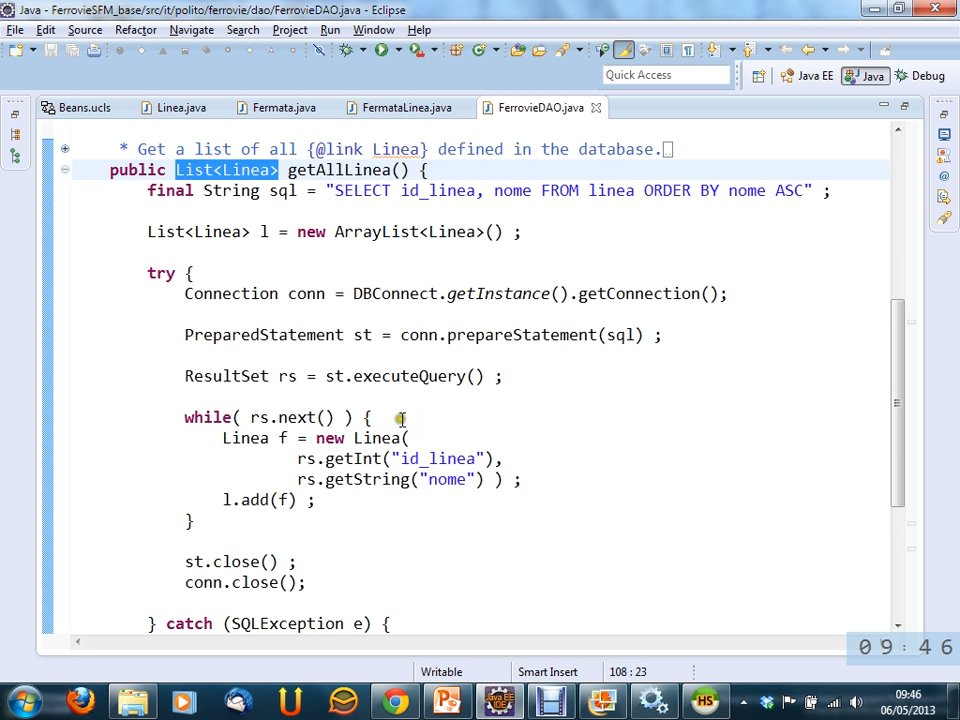 Java - FerrovieSFM_base/src/it/polito/ferrovie/dao/FerrovieDAO.java - Eclipse
File Edit Source Refactor Navigate Search Project Run Window Help
Quick Access
Java EE Java Debug
Beans.ucls Linea.java Fermata.java FermataLinea.java FerrovieDAO.java
* Get a list of all {@link Linea} defined in the database.
public List<Linea> getAllLinea() {
final String sql = "SELECT id_linea, nome FROM linea ORDER BY nome ASC" ;
List<Linea> l = new ArrayList<Linea>() ;
try {
Connection conn = DBConnect.getInstance().getConnection();
PreparedStatement st = conn.prepareStatement(sql) ;
ResultSet rs = st.executeQuery() ;
while( rs.next() ) {
Linea f = new Linea(
rs.getInt("id_linea"),
rs.getString("nome") ) ;
l.add(f) ;
}
st.close() ;
conn.close();
} catch (SQLException e) {
09:46
Writable Smart Insert 108 : 23
HS
09:46
06/05/2013